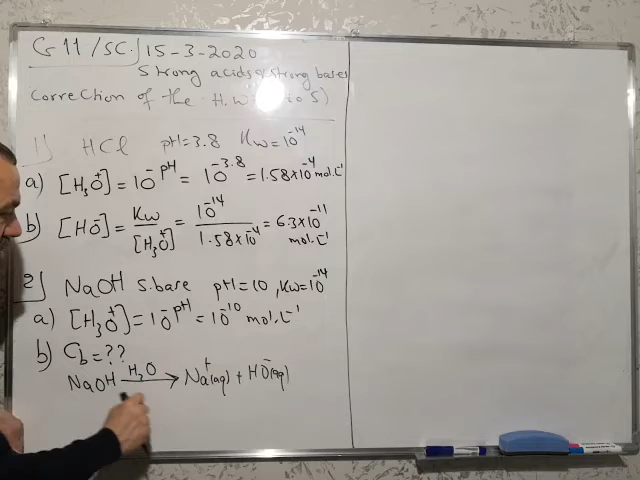 G 11 / SC. 15-3-2020
Strong acids & strong bases
Correction of the H.W to 5)
1) HCl pH=3.8 Kw=10⁻¹⁴
a) [H₃O⁺]=10⁻ᵖᴴ=10⁻³·⁸=1.58×10⁻⁴ mol.L⁻¹
b) [HO⁻]=Kw/[H₃O⁺]=10⁻¹⁴/1.58×10⁻⁴=6.3×10⁻¹¹ mol.L⁻¹
2) NaOH S.base pH=10, Kw=10⁻¹⁴
a) [H₃O⁺]=10⁻ᵖᴴ=10⁻¹⁰ mol.L⁻¹
b) Cb=??
NaOH H₂O→ Na⁺(aq) + HO⁻(aq)